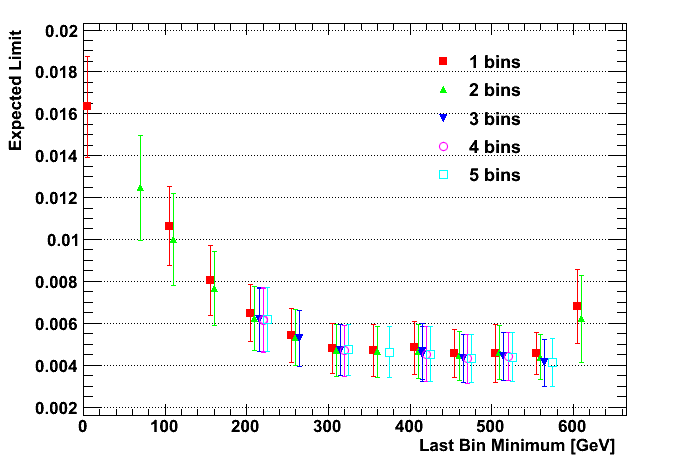 Expected Limit
0.02
0.018
0.016
0.014
0.012
0.01
0.008
0.006
0.004
0.002
1 bins
2 bins
3 bins
4 bins
5 bins
0 100 200 300 400 500 600
Last Bin Minimum [GeV]